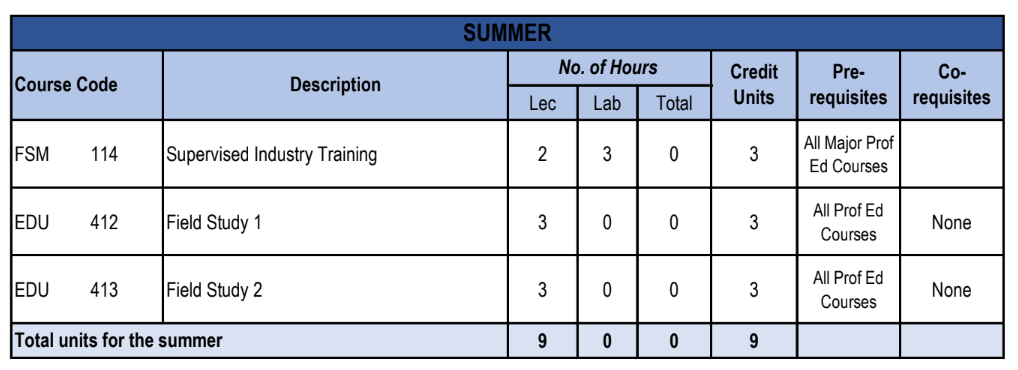 SUMMER
Course Code Description No. of Hours Credit Units Pre-requisites Co-requisites
Lec Lab Total
FSM 114 Supervised Industry Training 2 3 0 3 All Major Prof Ed Courses
EDU 412 Field Study 1 3 0 0 3 All Prof Ed Courses None
EDU 413 Field Study 2 3 0 0 3 All Prof Ed Courses None
Total units for the summer 9 0 0 9